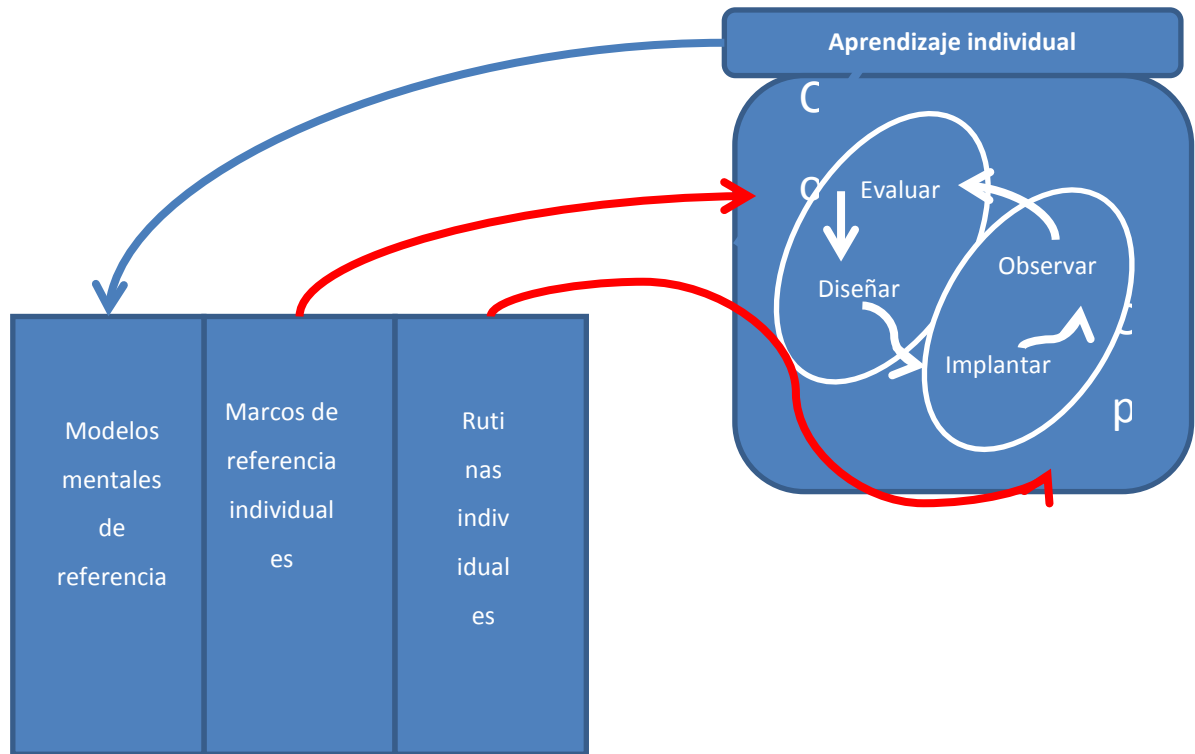 Aprendizaje individual
C
o
Evaluar
Observar
Diseñar
Implantar
p
Modelos
mentales
de
referencia
Marcos de
referencia
individual
es
Ruti
nas
indiv
idual
es